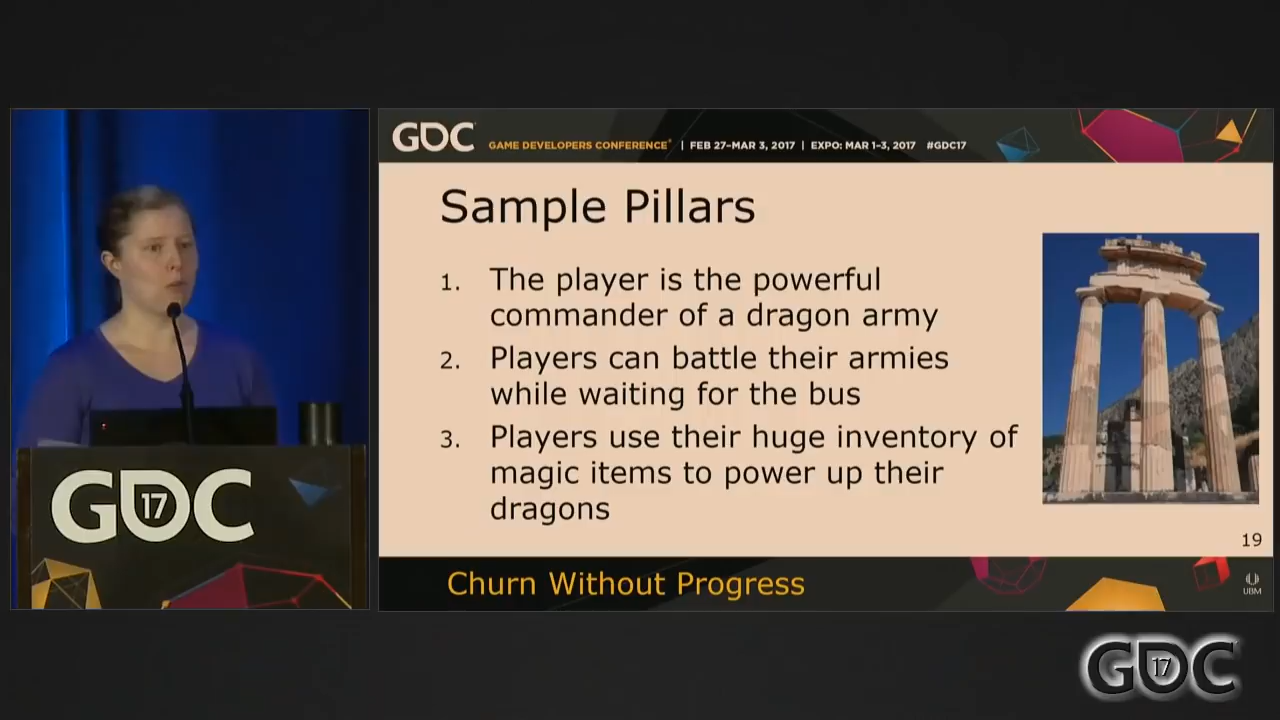 GDC
GAME DEVELOPERS CONFERENCE® | FEB 27–MAR 3, 2017 | EXPO: MAR 1–3, 2017 #GDC17
Sample Pillars
1. The player is the powerful
commander of a dragon army
2. Players can battle their armies
while waiting for the bus
3. Players use their huge inventory of
magic items to power up their
dragons
19
Churn Without Progress
UBM
GDC
17
GDC
17